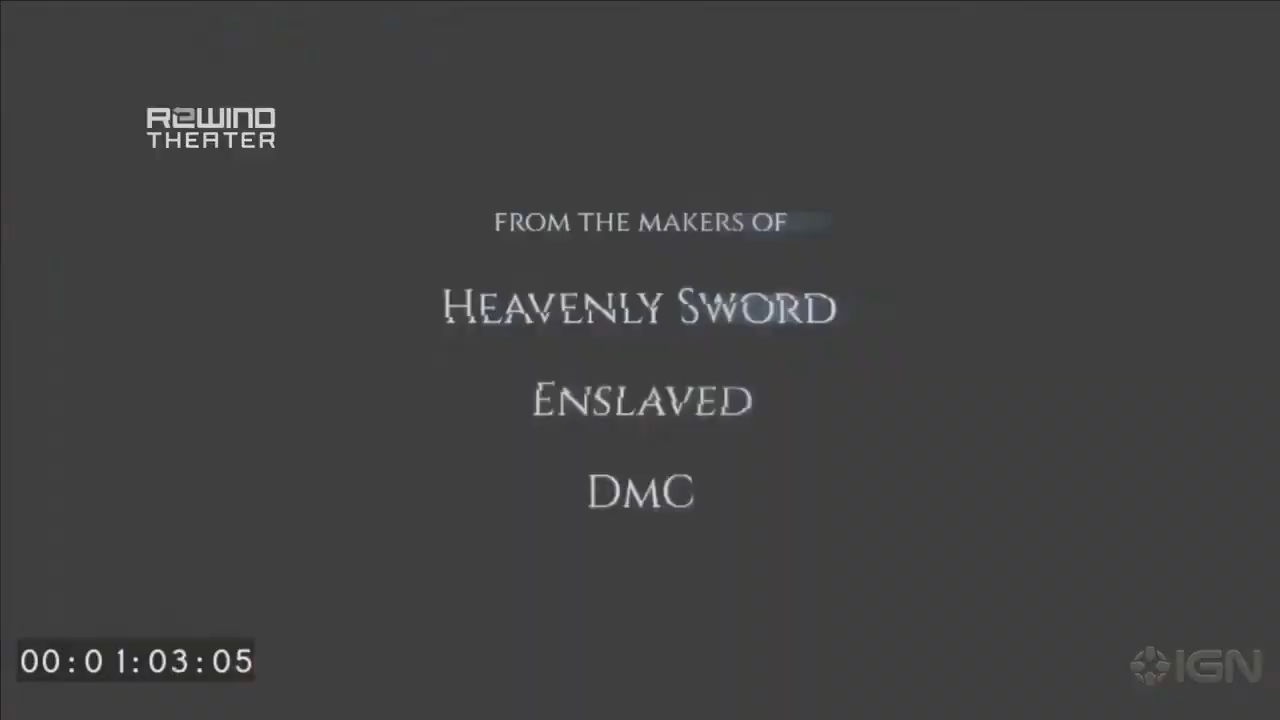 REWIND
THEATER
FROM THE MAKERS OF
HEAVENLY SWORD
ENSLAVED
DMC
00:01:03:05
IGN